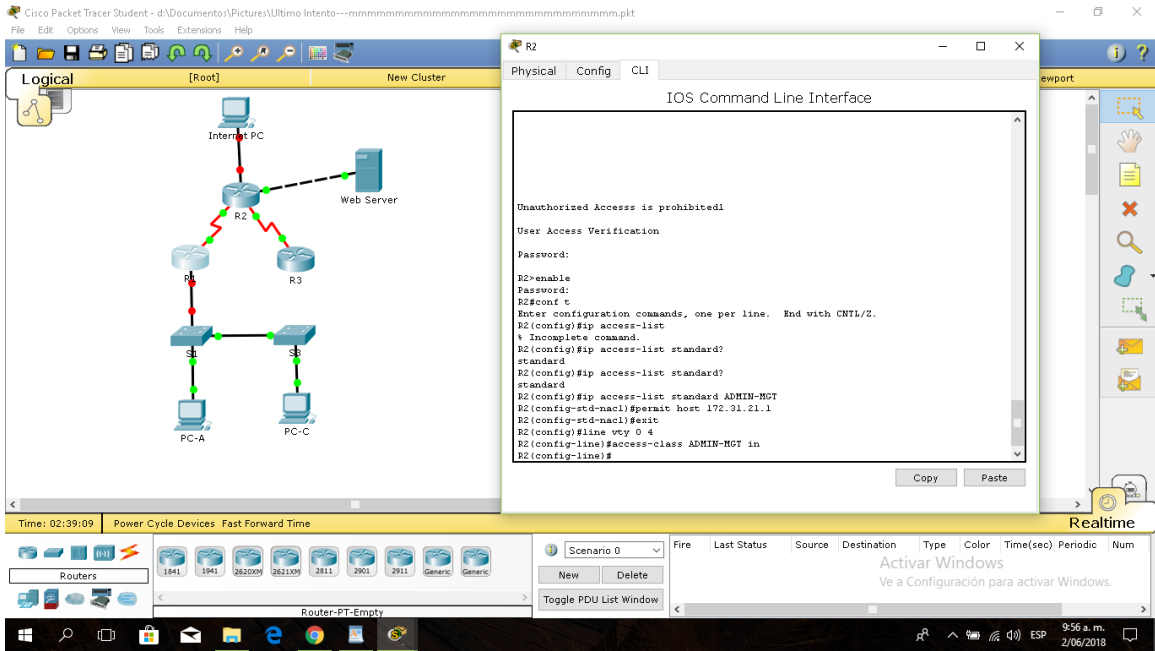 Cisco Packet Tracer Student - d:\Documentos\Pictures\Ultimo Intento---mmmmmmmmmmmmmmmmmmmmmmmmmmmmmmmmm.pkt
File Edit Options View Tools Extensions Help
Logical
[Root]
New Cluster
ewport
Internet PC
R2
Web Server
R1
R3
S1
S3
PC-A
PC-C
R2
Physical Config CLI
IOS Command Line Interface
Unauthorized Accesss is prohibited1
User Access Verification
Password:
R2>enable
Password:
R2#conf t
Enter configuration commands, one per line. End with CNTL/Z.
R2(config)#ip access-list
% Incomplete command.
R2(config)#ip access-list standard?
standard
R2(config)#ip access-list standard?
standard
R2(config)#ip access-list standard ADMIN-MGT
R2(config-std-nacl)#permit host 172.31.21.1
R2(config-std-nacl)#exit
R2(config)#line vty 0 4
R2(config-line)#access-class ADMIN-MGT in
R2(config-line)#
Copy Paste
Time: 02:39:09 Power Cycle Devices Fast Forward Time
Realtime
Routers
1841 1941 2620XM 2621XM 2811 2901 2911 Generic Generic
Router-PT-Empty
Scenario 0
New Delete
Toggle PDU List Window
Fire Last Status Source Destination Type Color Time(sec) Periodic Num
Activar Windows
Ve a Configuración para activar Windows.
ESP
9:56 a. m.
2/06/2018